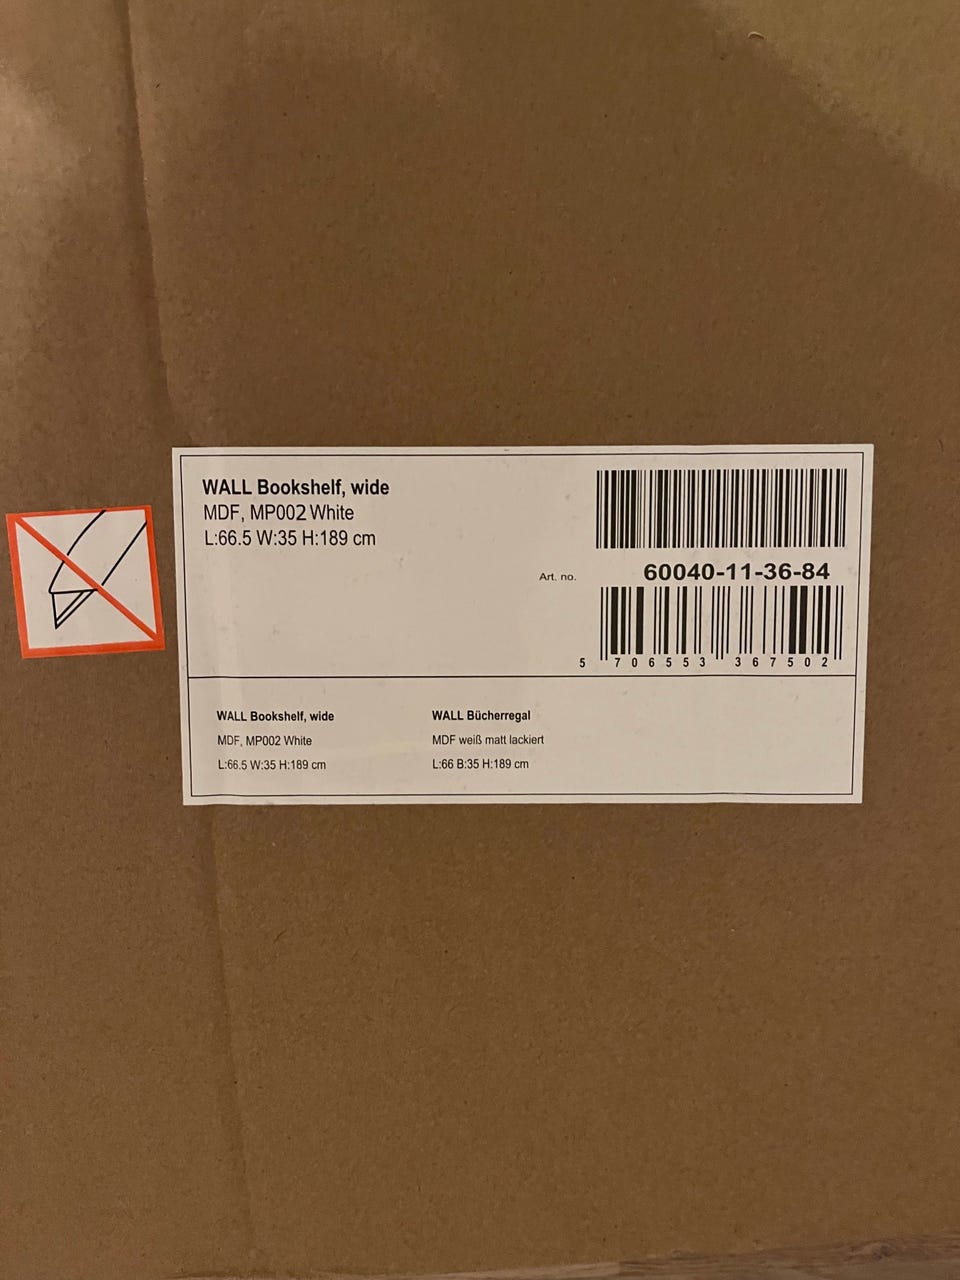 WALL Bookshelf, wide
MDF, MP002 White
L:66.5 W:35 H:189 cm
Art. no. 60040-11-36-84
5 706553 367502
WALL Bookshelf, wide
MDF, MP002 White
L:66.5 W:35 H:189 cm
WALL Bücherregal
MDF weiß matt lackiert
L:66 B:35 H:189 cm